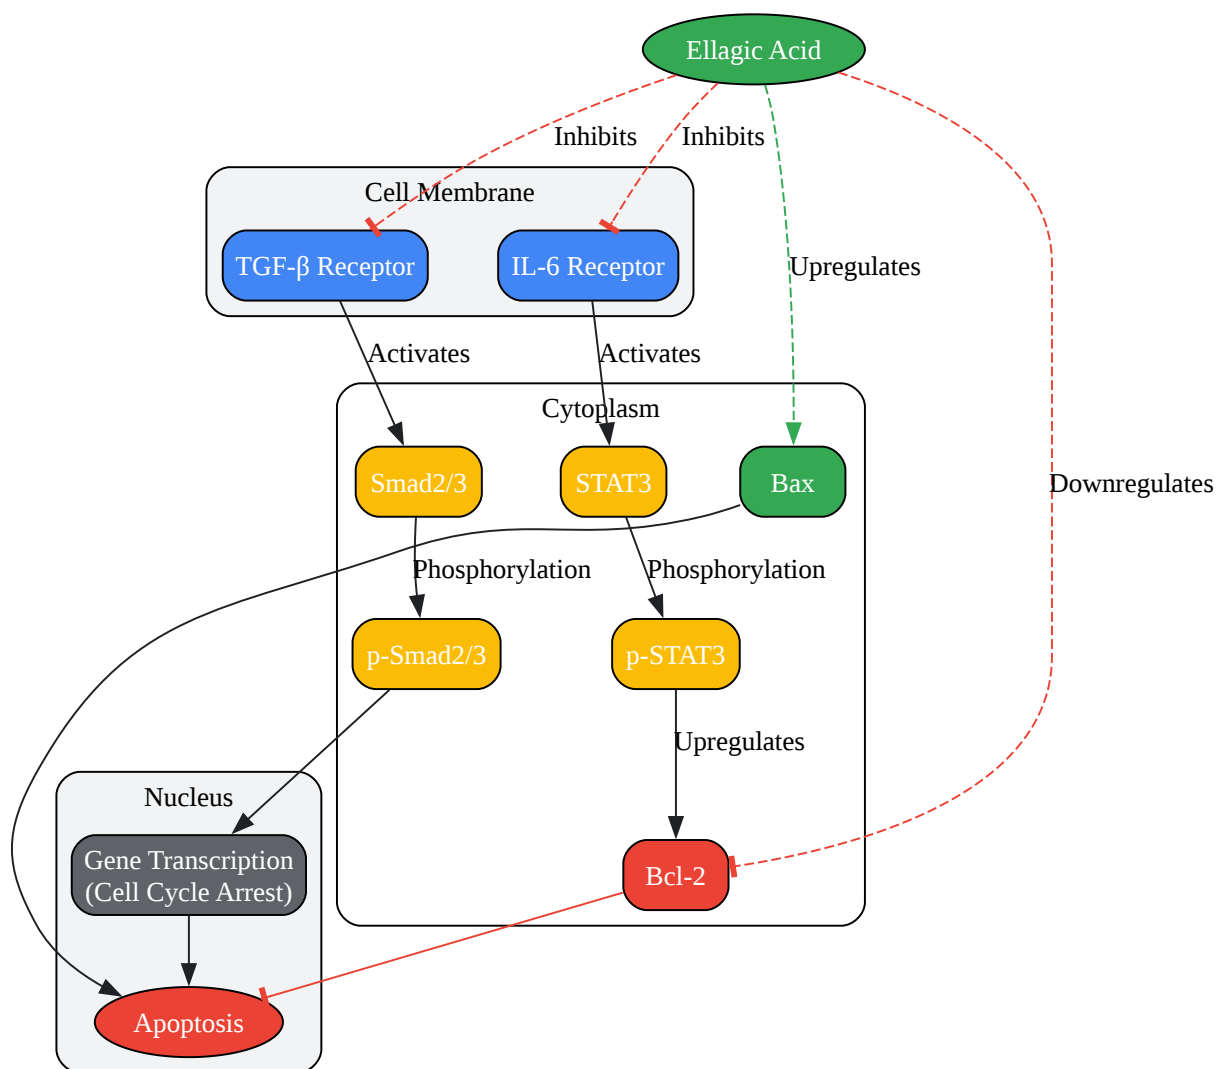 Ellagic Acid
Inhibits
Inhibits
Cell Membrane
TGF-β Receptor
IL-6 Receptor
Upregulates
Activates
Activates
Cytoplasm
Smad2/3
STAT3
Bax
Downregulates
Phosphorylation
Phosphorylation
p-Smad2/3
p-STAT3
Upregulates
Nucleus
Gene Transcription
(Cell Cycle Arrest)
Bcl-2
Apoptosis